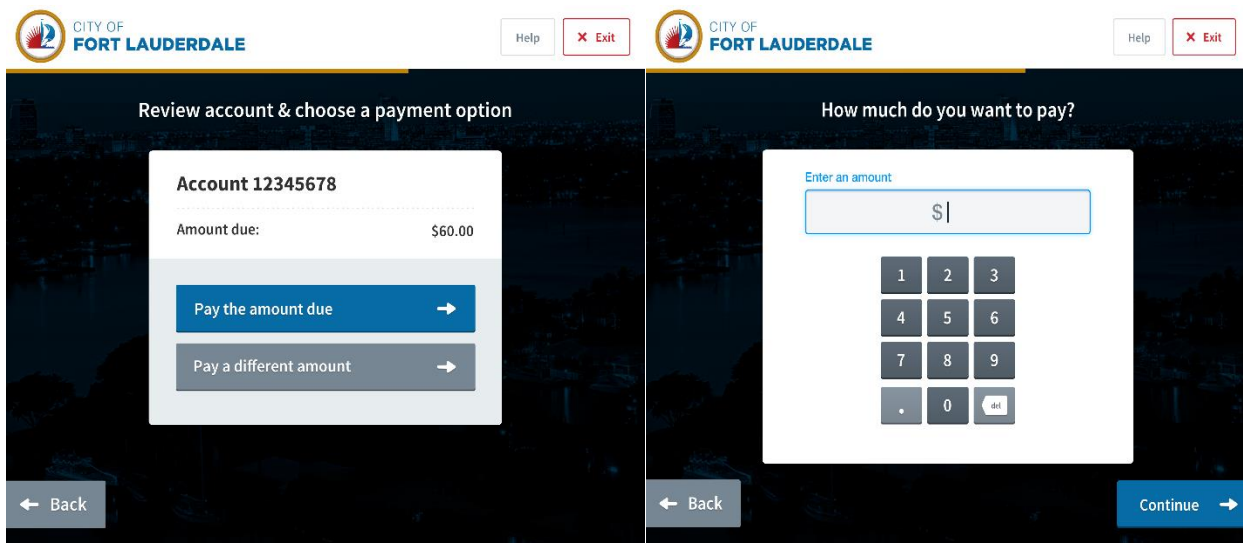 CITY OF
FORT LAUDERDALE
Help
✕ Exit
Review account & choose a payment option
Account 12345678
Amount due: $60.00
Pay the amount due
Pay a different amount
Back
CITY OF
FORT LAUDERDALE
Help
✕ Exit
How much do you want to pay?
Enter an amount
$
1 2 3
4 5 6
7 8 9
. 0 del
Back
Continue